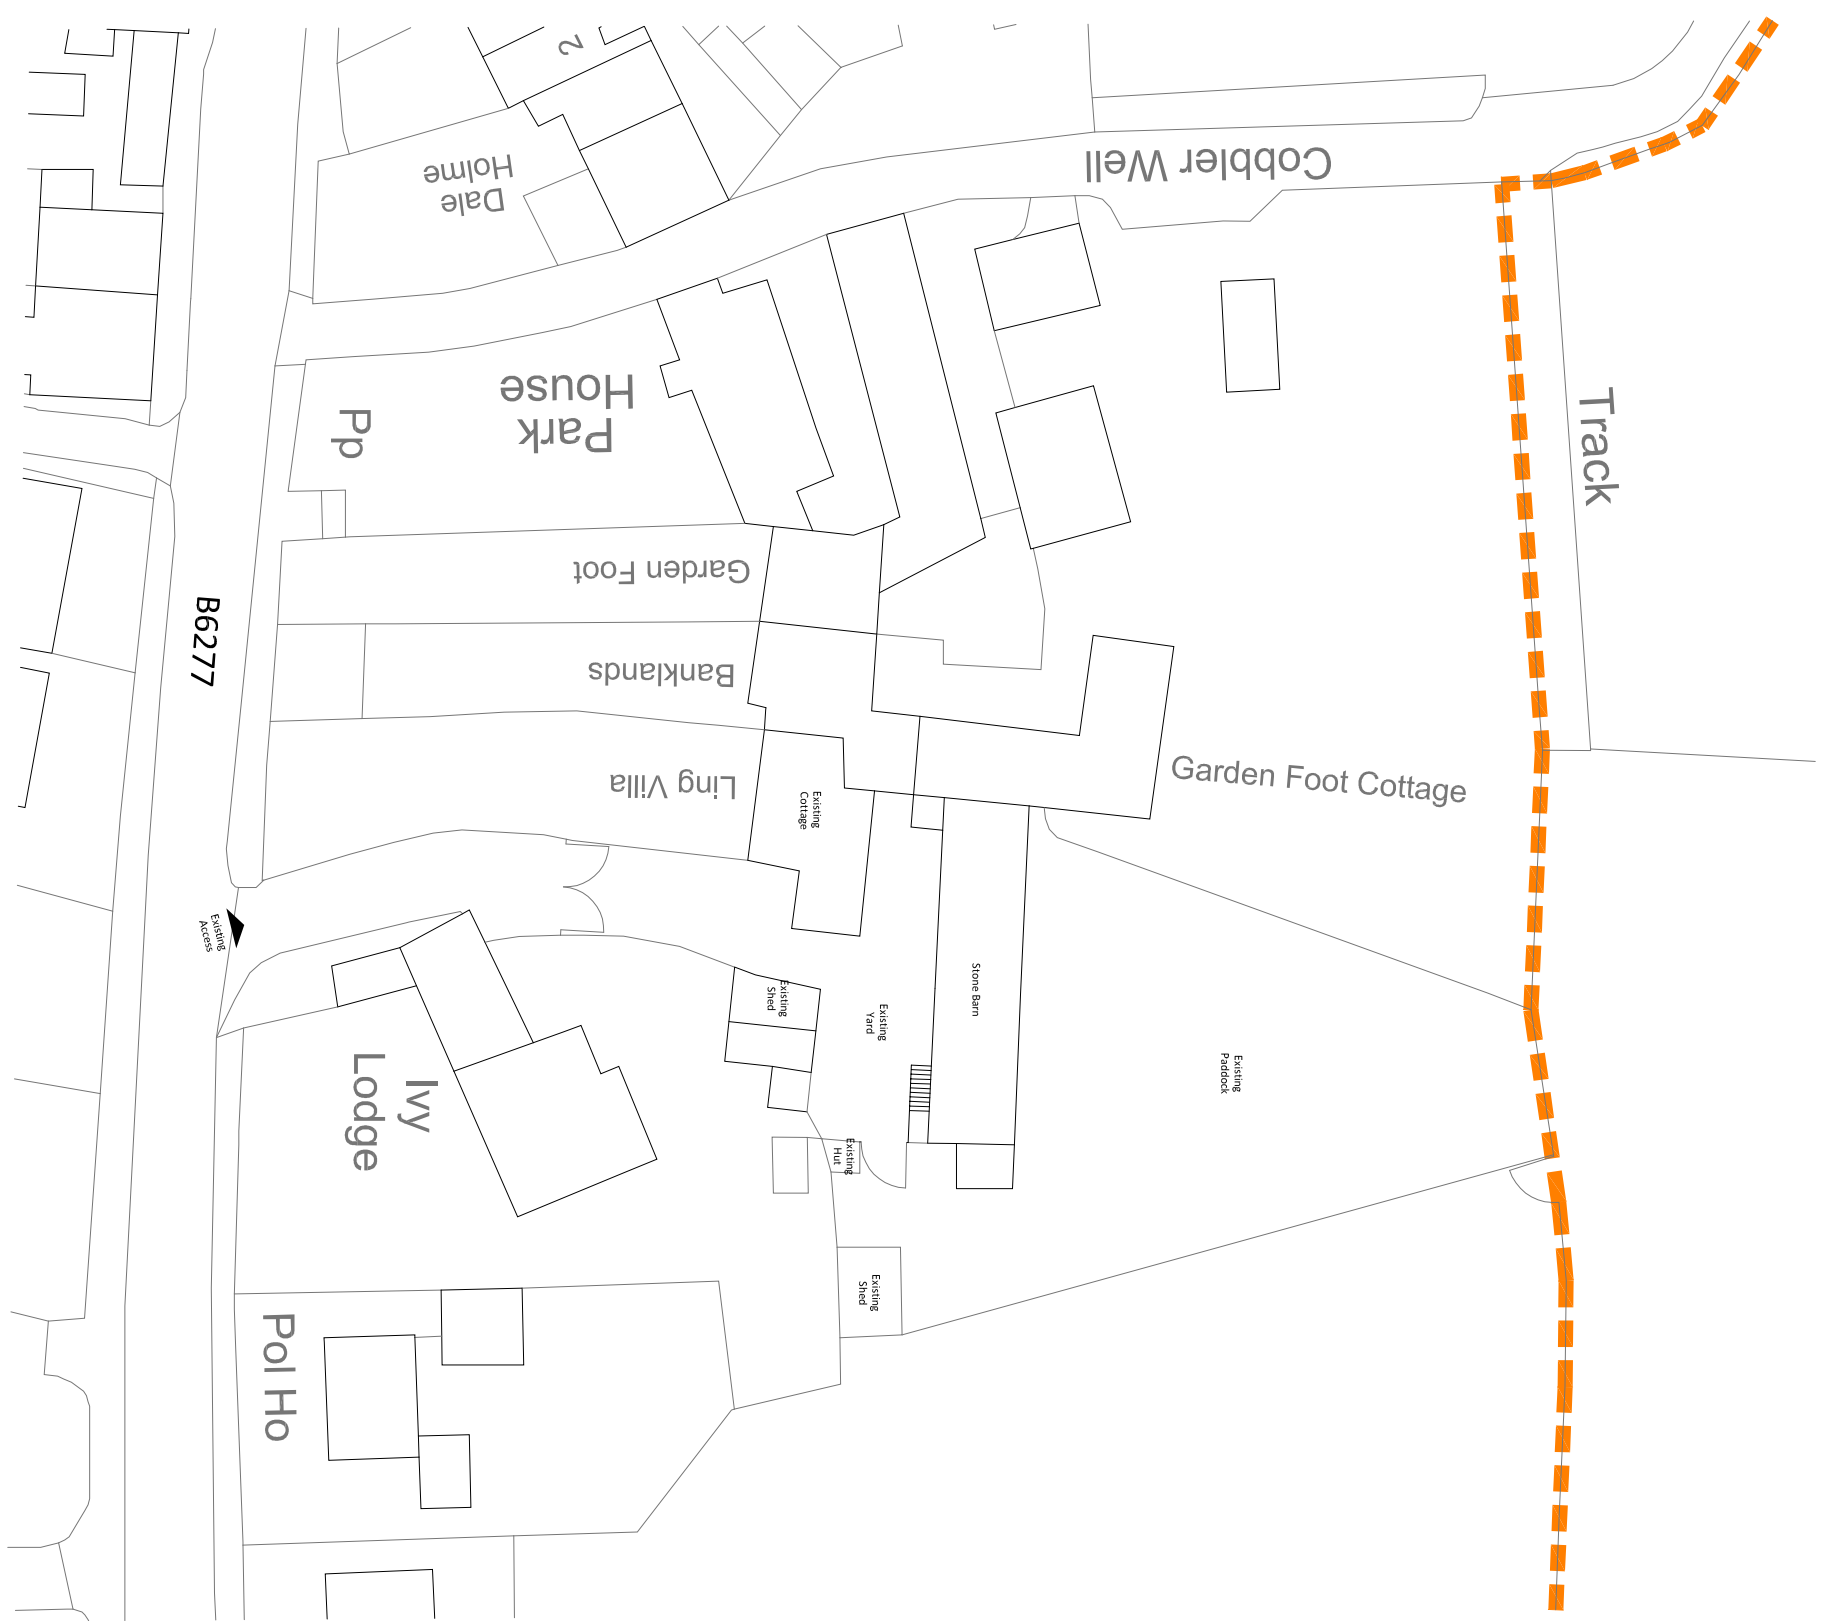 2
Dale
Holme
Cobbler Well
Park
House
Pp
Track
Garden Foot
B6277
Banklands
Ling Villa
Garden Foot Cottage
Existing
Cottage
Existing
Access
Existing
Shed
Stone Barn
Existing
Yard
Existing
Paddock
Ivy
Lodge
Existing
Hut
Existing
Shed
Pol Ho